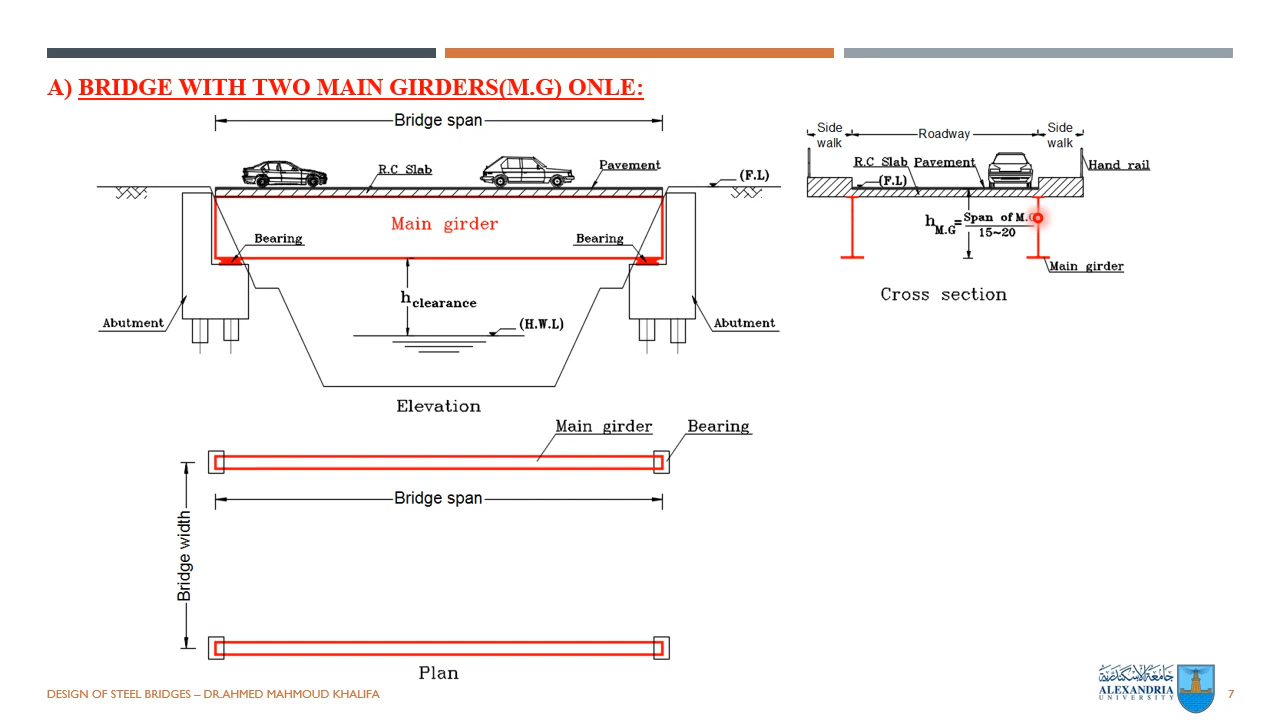 A) BRIDGE WITH TWO MAIN GIRDERS(M.G) ONLE:
Bridge span
R.C Slab
Pavement
(F.L)
Main girder
Bearing
Bearing
h clearance
(H.W.L)
Abutment
Abutment
Elevation
Side walk
Roadway
Side walk
R.C Slab Pavement
Hand rail
(F.L)
h M.G = Span of M.G
15~20
Main girder
Cross section
Main girder
Bearing
Bridge span
Bridge width
Plan
DESIGN OF STEEL BRIDGES – DR.AHMED MAHMOUD KHALIFA
جامعة الإسكندرية
ALEXANDRIA
UNIVERSITY
7